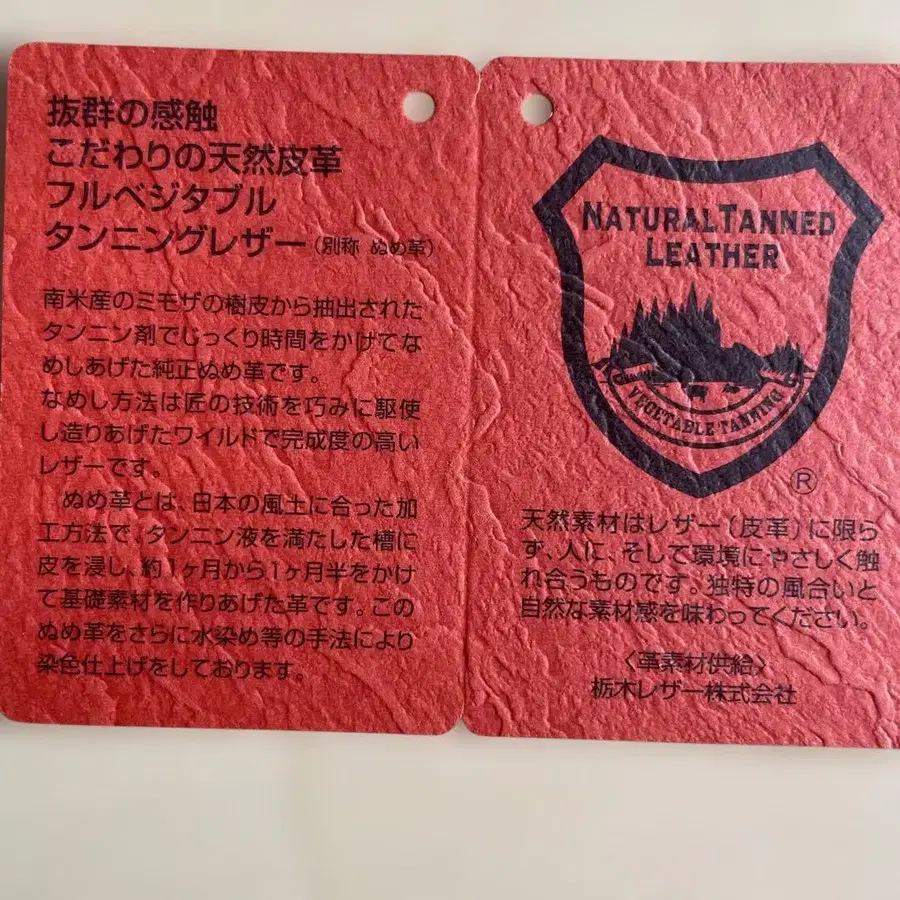 抜群の感触
こだわりの天然皮革
フルベジタブル
タンニングレザー（別称 ぬめ革）
南米産のミモザの樹皮から抽出された
タンニン剤でじっくり時間をかけてな
めしあげた純正ぬめ革です。
なめし方法は匠の技術を巧みに駆使
し造りあげたワイルドで完成度の高い
レザーです。
　ぬめ革とは、日本の風土に合った加
工方法で、タンニン液を満たした槽に
皮を浸し、約1ヶ月から1ヶ月半をかけ
て基礎素材を作りあげた革です。この
ぬめ革をさらに水染め等の手法により
染色仕上げをしております。
NATURAL TANNED
LEATHER
VEGETABLE TANNING
®
天然素材はレザー（皮革）に限ら
ず、人に、そして環境にやさしく触
れ合うものです。独特の風合いと
自然な素材感を味わってください。
〈革素材供給〉
栃木レザー株式会社